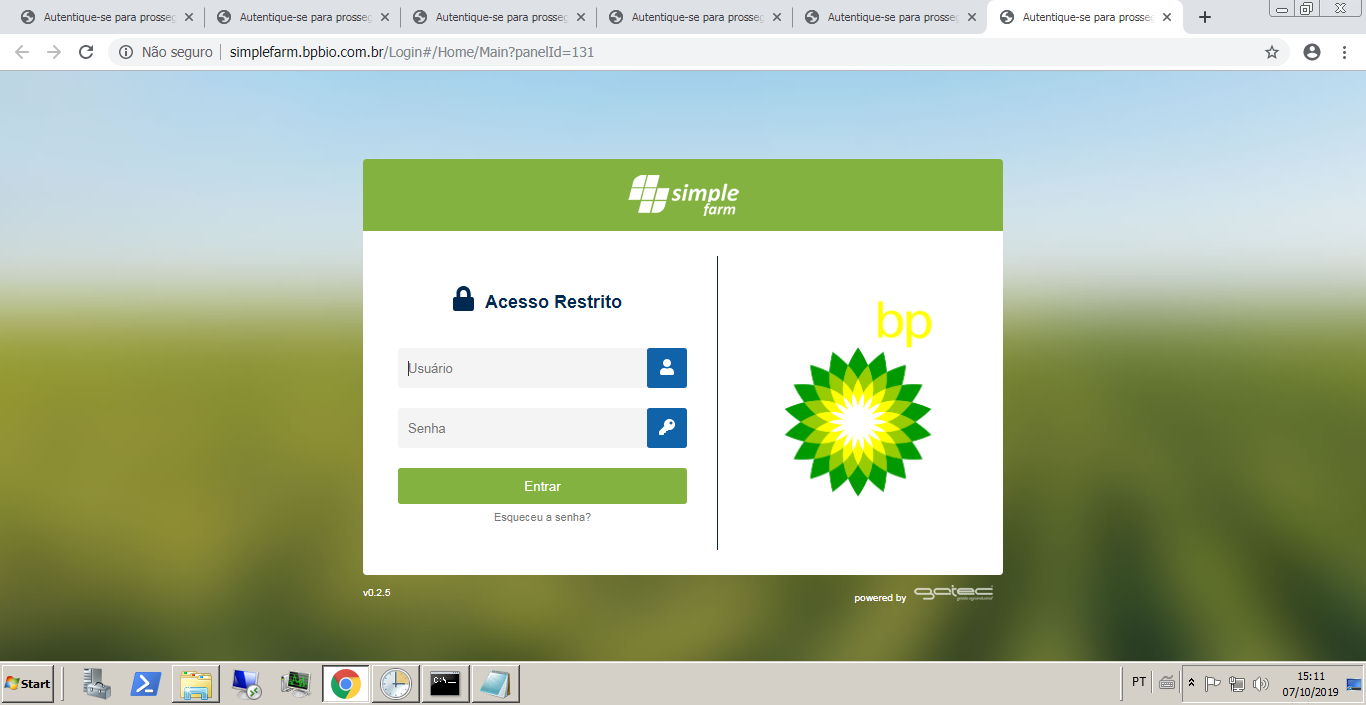 Autentique-se para prosseg
Autentique-se para prosseg
Autentique-se para prosseg
Autentique-se para prosseg
Autentique-se para prosseg
Autentique-se para prosseg
Não seguro
simplefarm.bpbio.com.br/Login#/Home/Main?panelId=131
simple
farm
Acesso Restrito
Usuário
Senha
Entrar
Esqueceu a senha?
bp
v0.2.5
powered by gatec
Start
C:\_
PT
15:11
07/10/2019